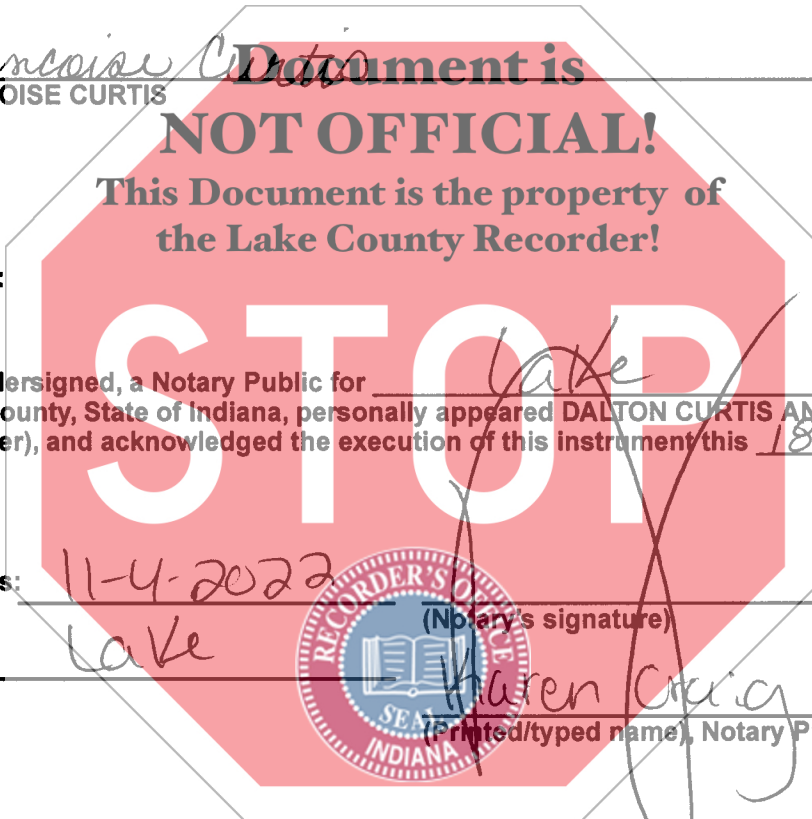 ncoise Curtis
OISE CURTIS
Document is
NOT OFFICIAL!
This Document is the property of
the Lake County Recorder!
:
STOP
ersigned, a Notary Public for Lake
ounty, State of Indiana, personally appeared DALTON CURTIS AN
er), and acknowledged the execution of this instrument this 18
s: 11-4-2022
(Notary's signature)
Lake
Karen Craig
(Printed/typed name), Notary P
RECORDER'S OFFICE
SEAL
INDIANA